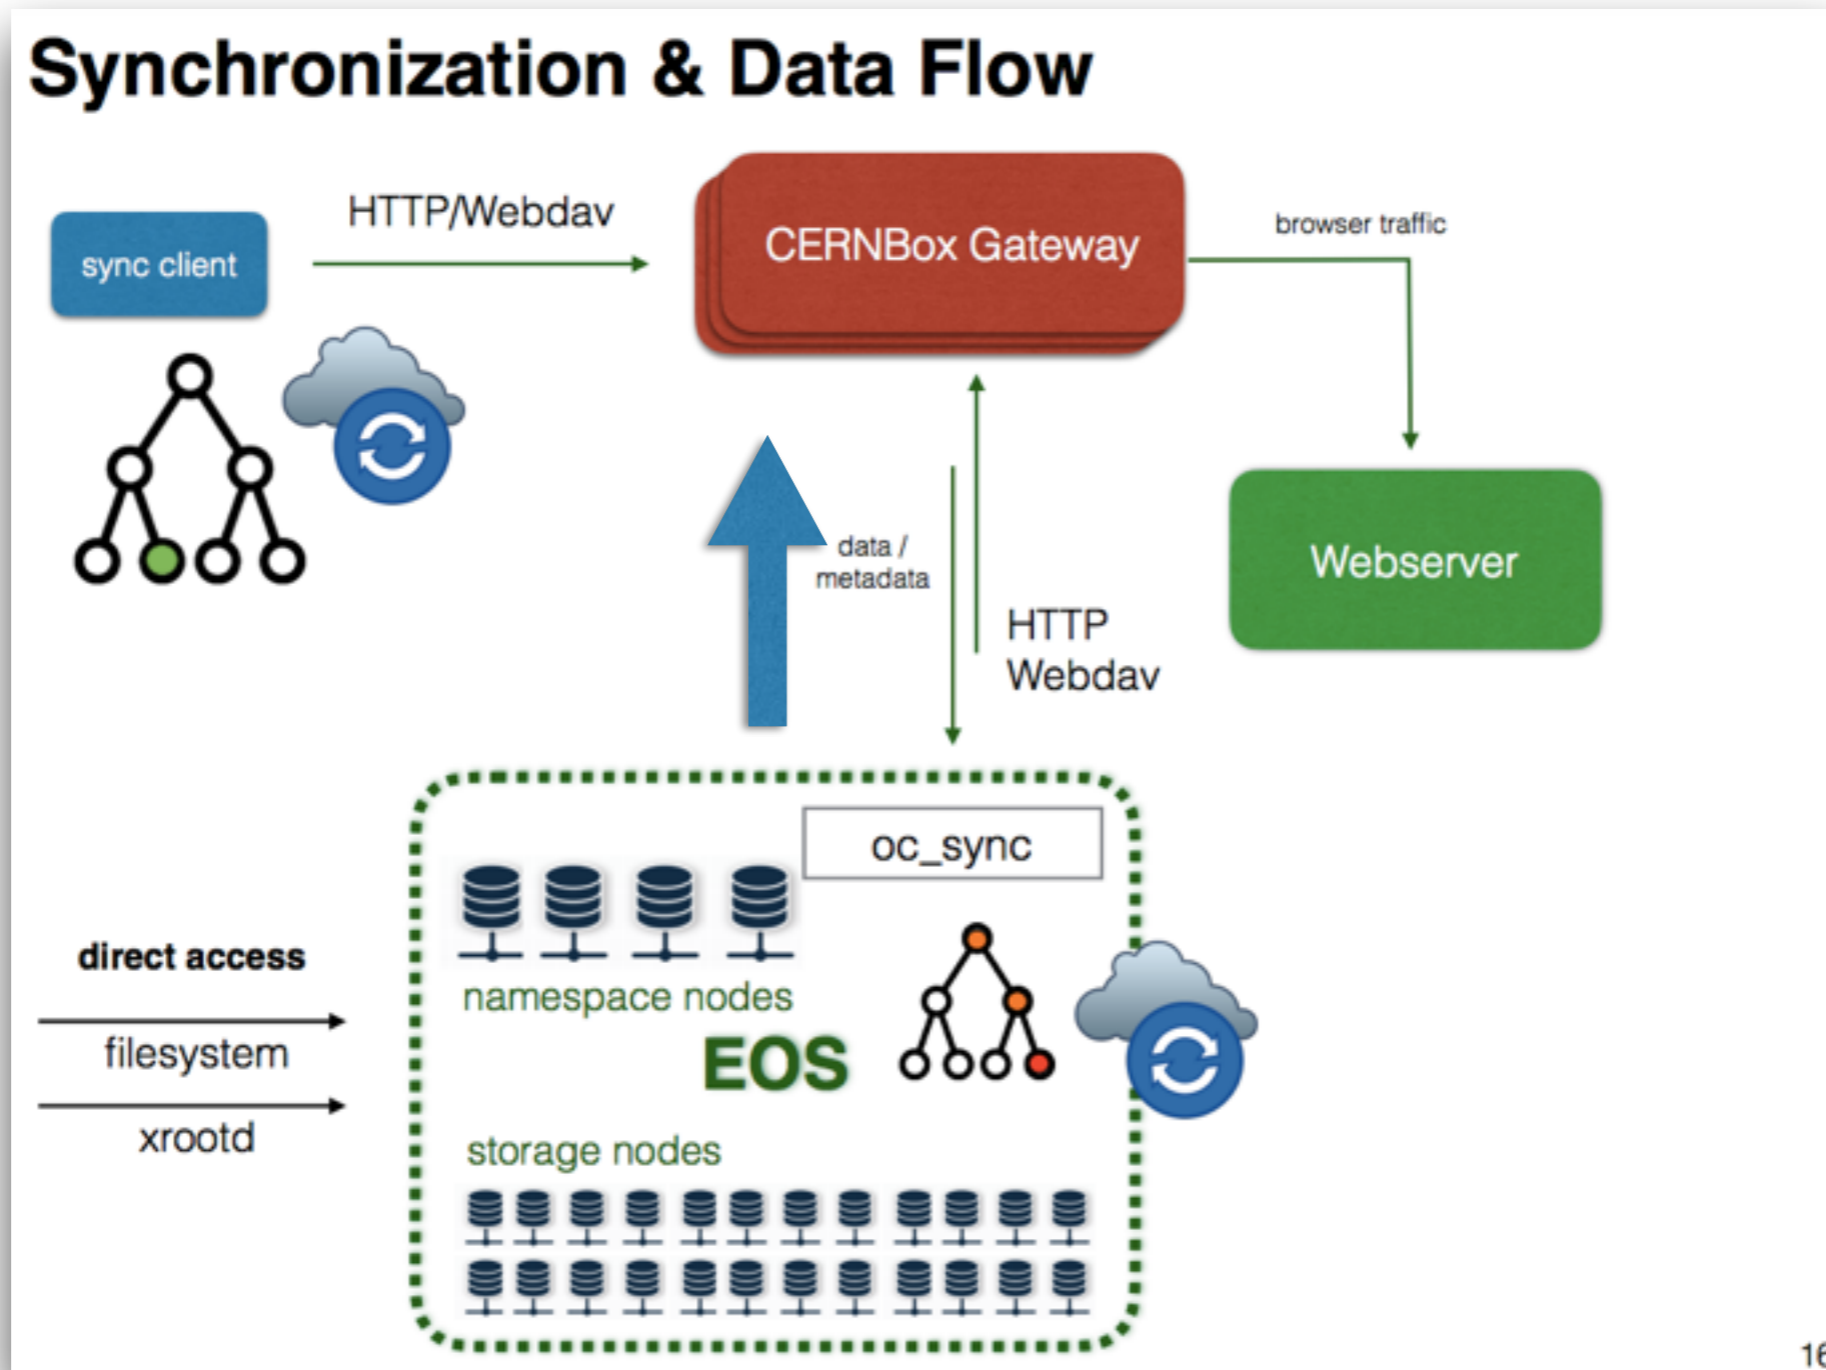 Synchronization & Data Flow
HTTP/Webdav
sync client
CERNBox Gateway
browser traffic
Webserver
data /
metadata
HTTP
Webdav
oc_sync
namespace nodes
EOS
storage nodes
direct access
filesystem
xrootd
16